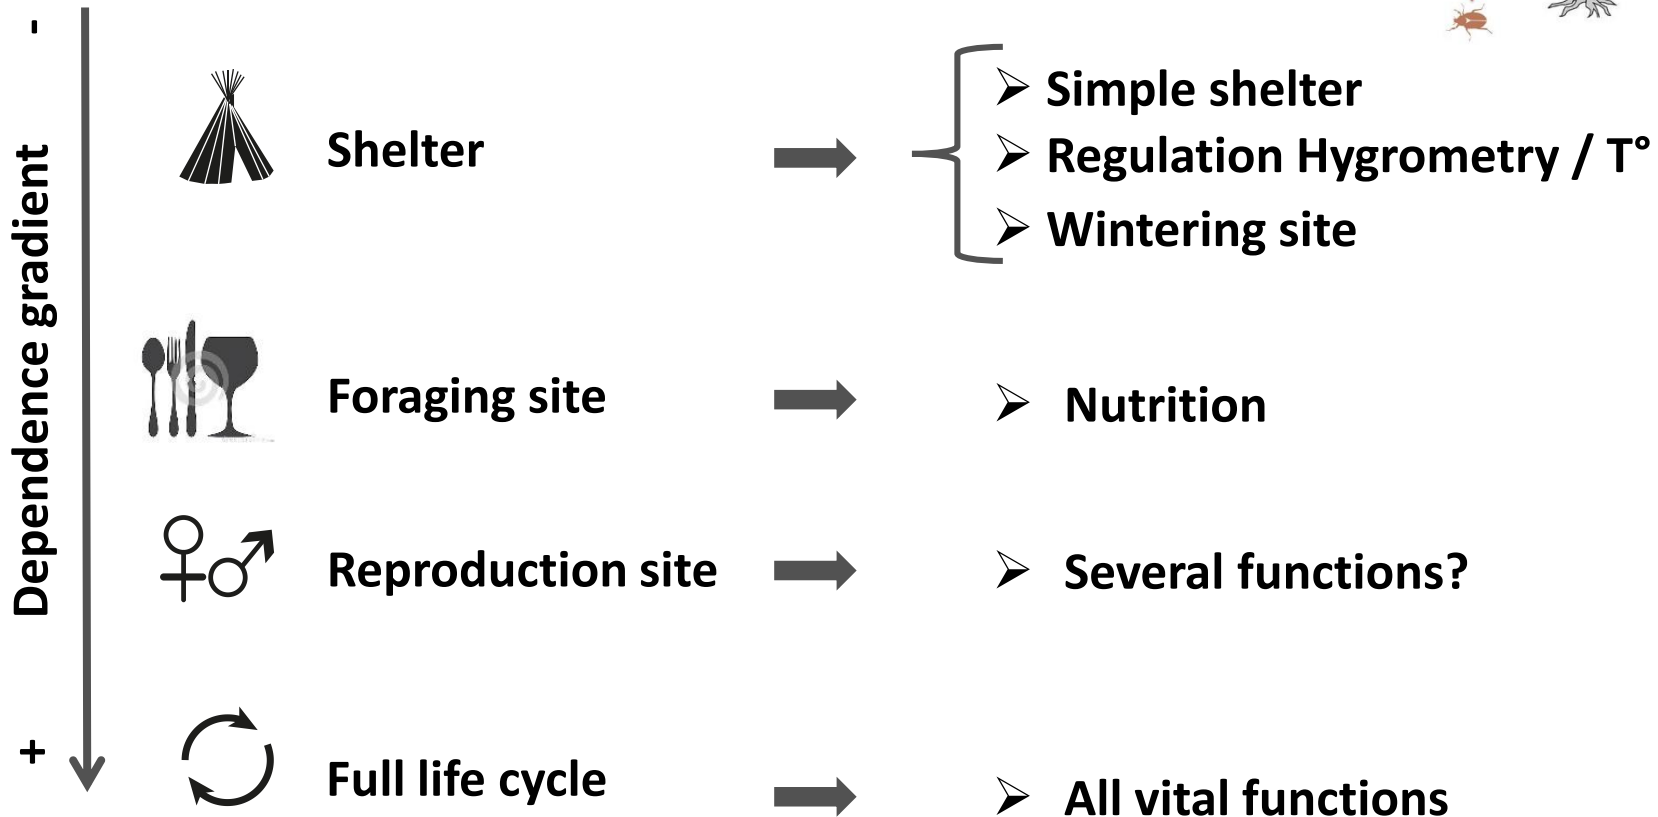 -
Dependence gradient
+
Shelter
➢ Simple shelter
➢ Regulation Hygrometry / T°
➢ Wintering site
Foraging site
➢ Nutrition
Reproduction site
➢ Several functions?
Full life cycle
➢ All vital functions